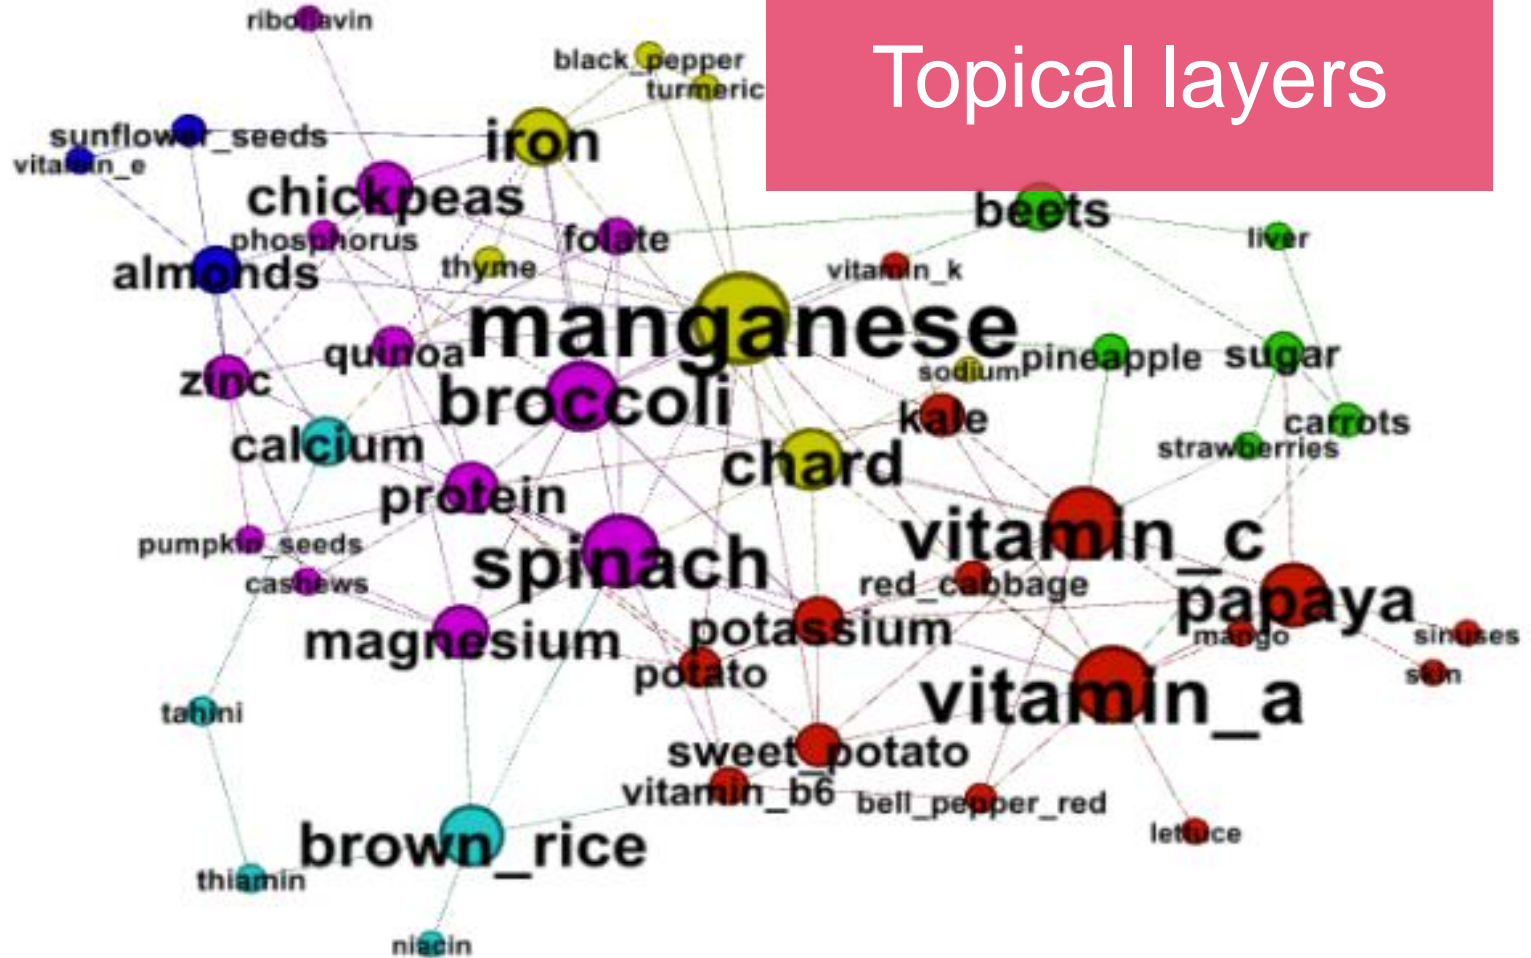 Topical layers
riboflavin
black_pepper
turmeric
sunflower_seeds
iron
vitamin_e
chickpeas
beets
phosphorus
folate
liver
almonds
thyme
vitamin_k
manganese
quinoa
pineapple
sugar
zinc
sodium
broccoli
kale
calcium
carrots
strawberries
chard
protein
vitamin_c
pumpkin_seeds
spinach
cashews
red_cabbage
papaya
magnesium
potassium
mango
sinuses
potato
skin
vitamin_a
tahini
sweet_potato
vitamin_b6
bell_pepper_red
lettuce
brown_rice
thiamin
niacin